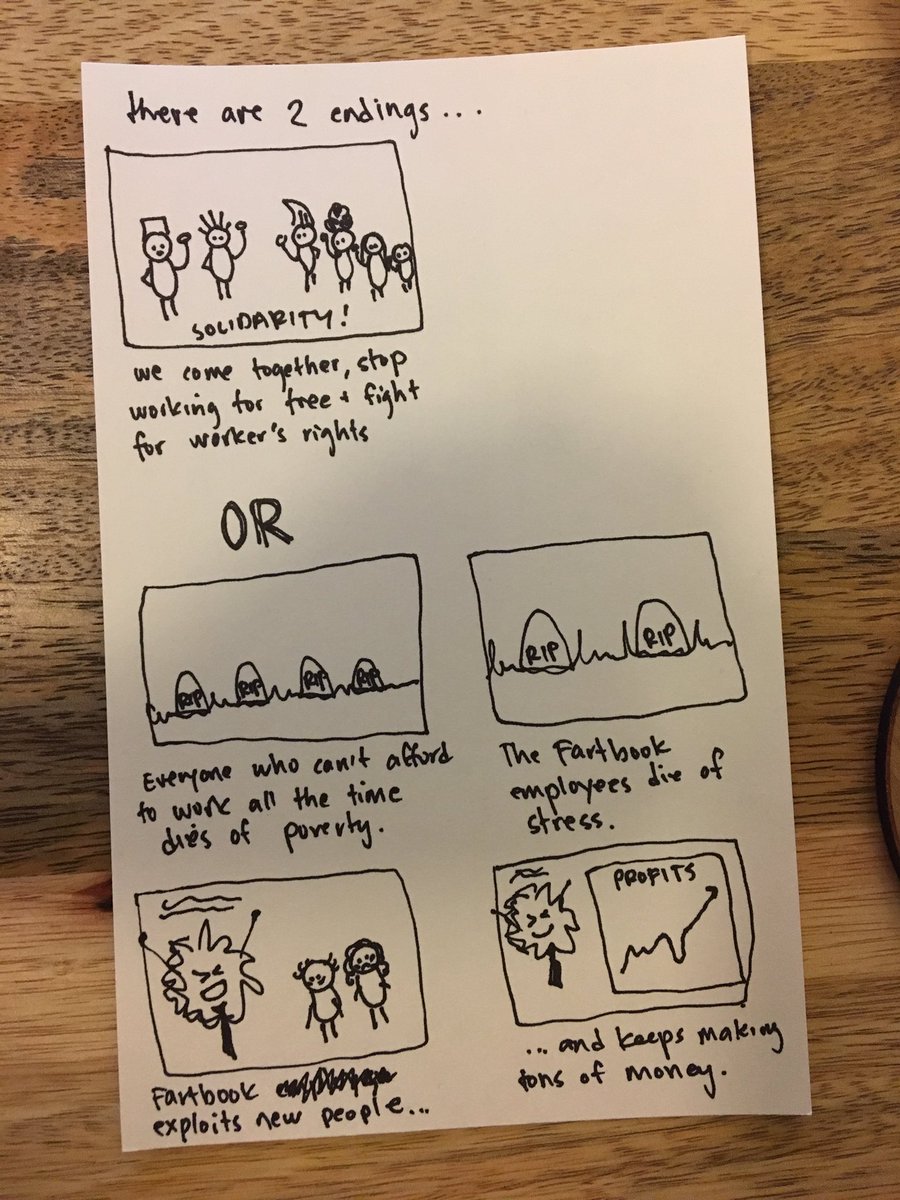 there are 2 endings...
SOLIDARITY!
we come together, stop
working for free + fight
for worker's rights
OR
RIP RIP RIP RIP
Everyone who can't afford
to work all the time
dies of poverty.
RIP RIP
The Fartbook
employees die of
stress.
Fartbook
exploits new people...
PROFITS
...and keeps making
tons of money.